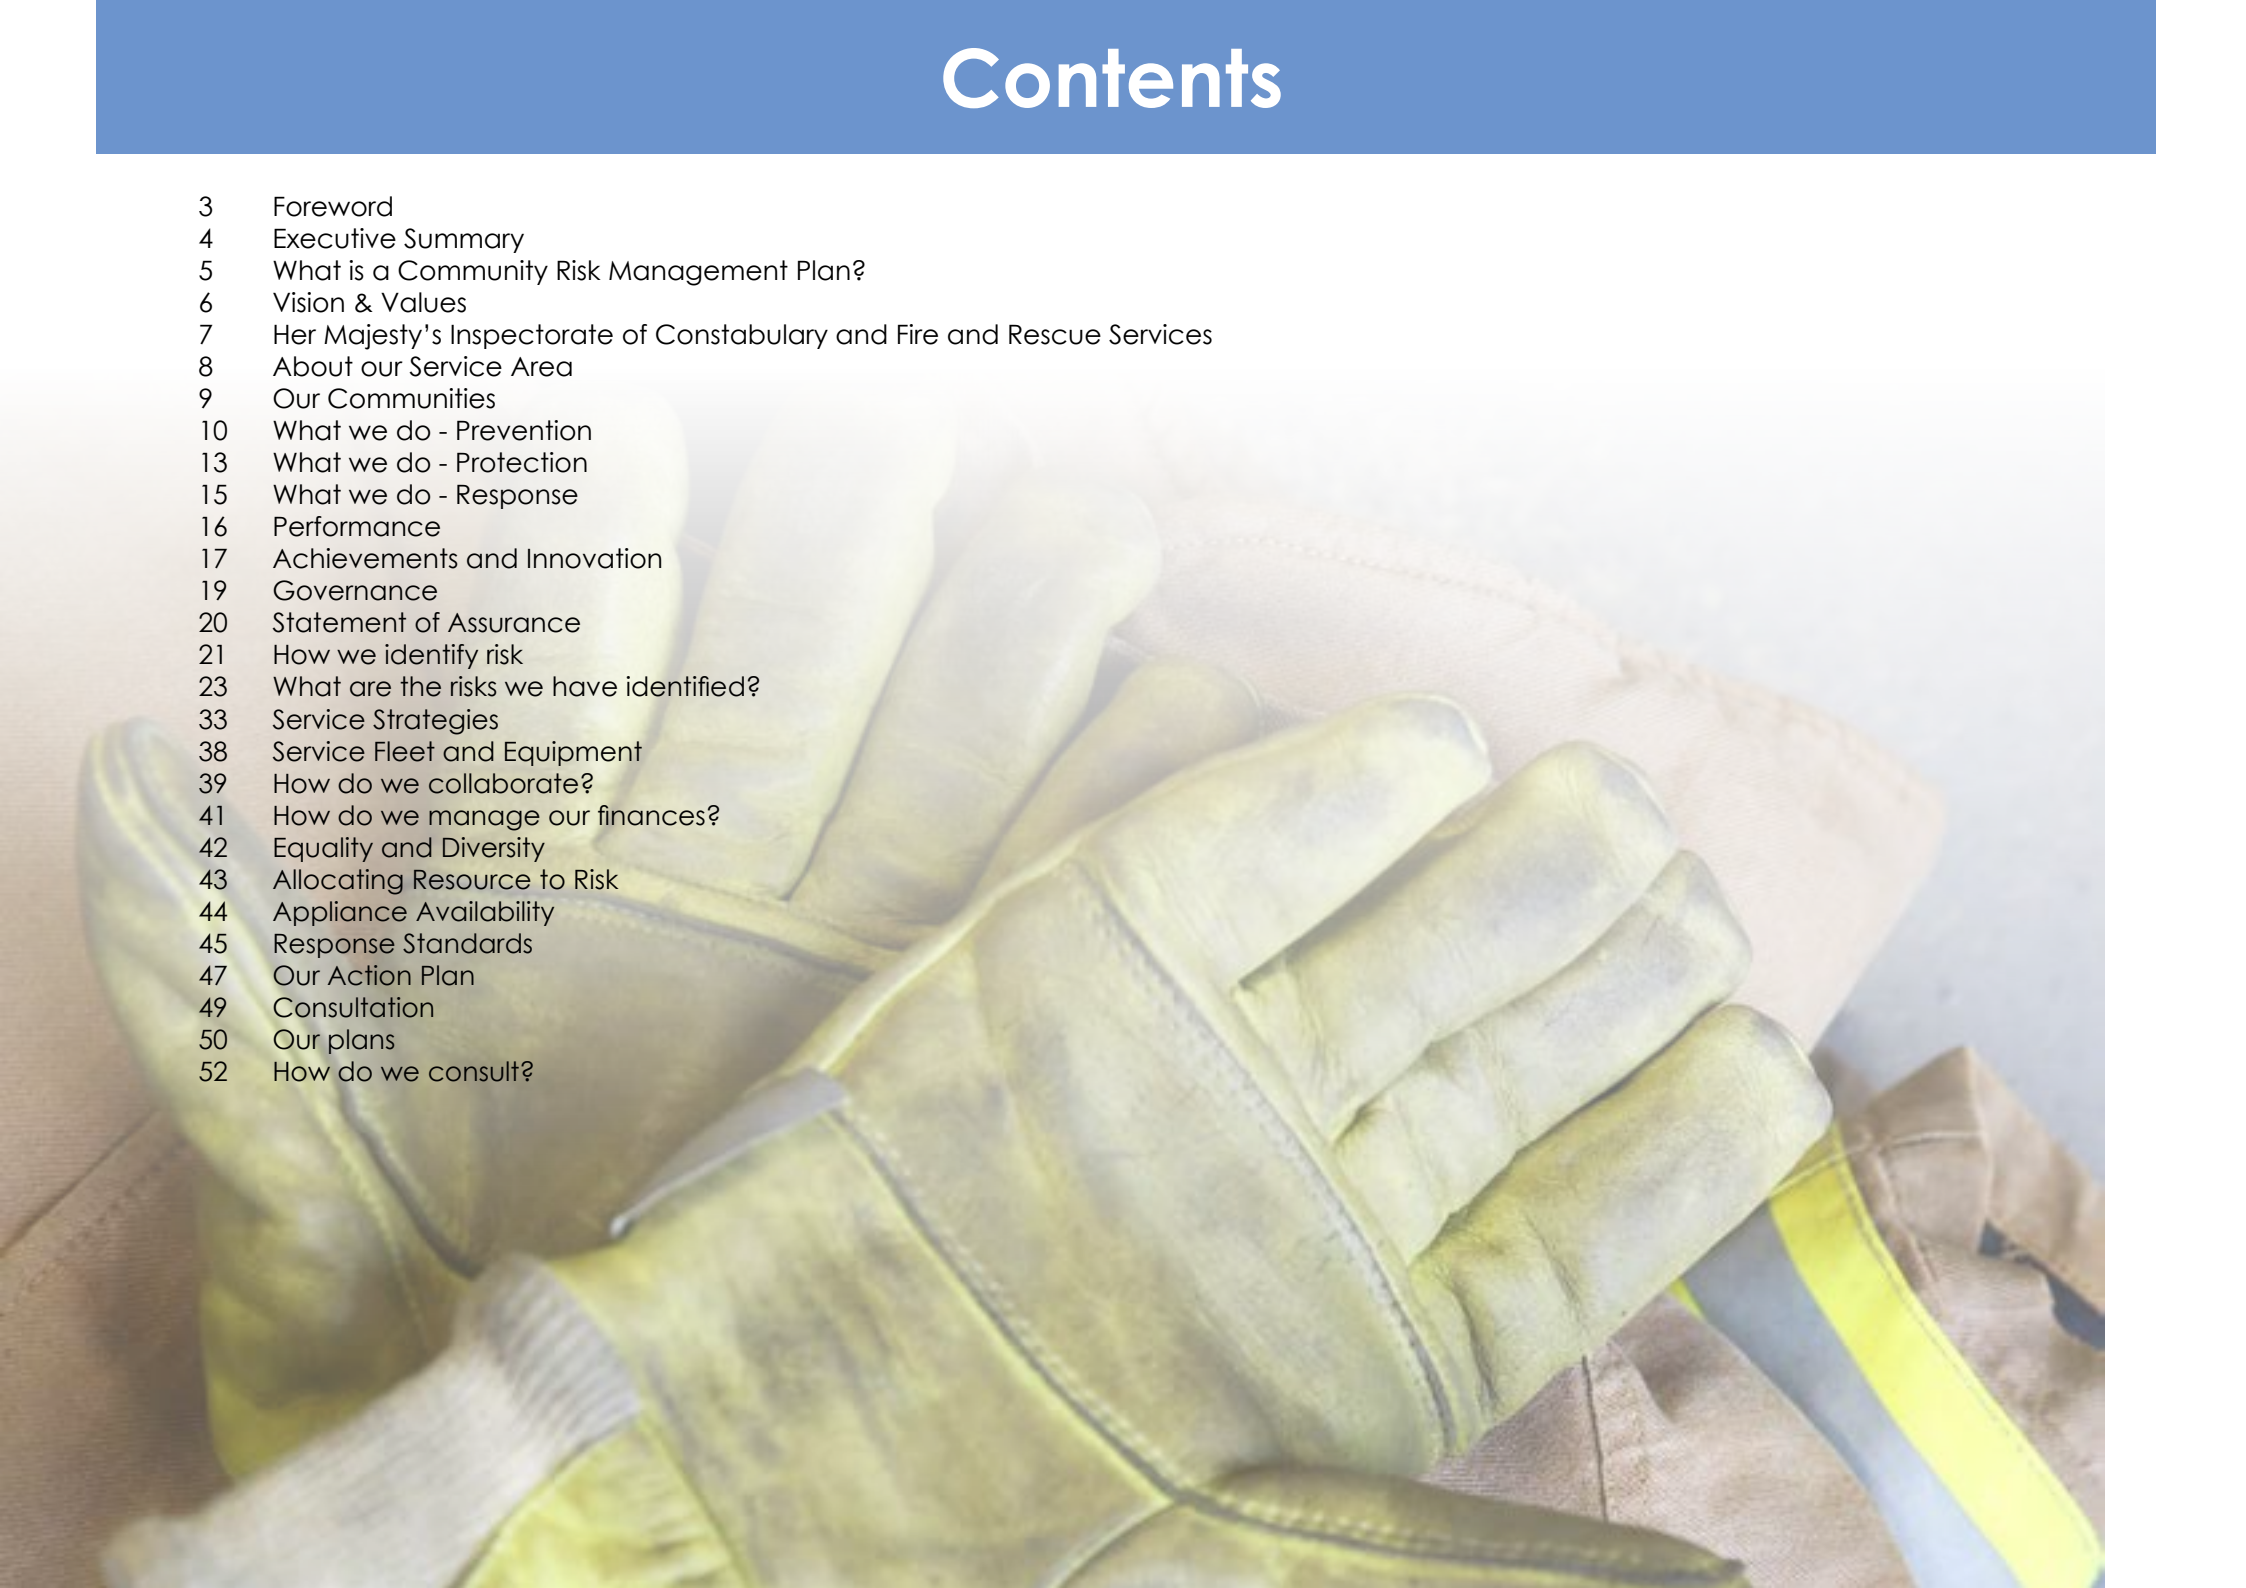 Contents
3 Foreword
4 Executive Summary
5 What is a Community Risk Management Plan?
6 Vision & Values
7 Her Majesty’s Inspectorate of Constabulary and Fire and Rescue Services
8 About our Service Area
9 Our Communities
10 What we do - Prevention
13 What we do - Protection
15 What we do - Response
16 Performance
17 Achievements and Innovation
19 Governance
20 Statement of Assurance
21 How we identify risk
23 What are the risks we have identified?
33 Service Strategies
38 Service Fleet and Equipment
39 How do we collaborate?
41 How do we manage our finances?
42 Equality and Diversity
43 Allocating Resource to Risk
44 Appliance Availability
45 Response Standards
47 Our Action Plan
49 Consultation
50 Our plans
52 How do we consult?